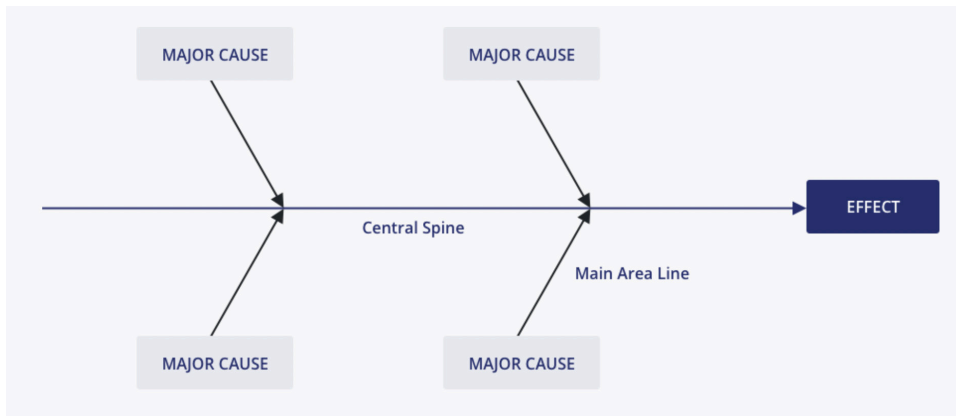 MAJOR CAUSE
MAJOR CAUSE
EFFECT
Central Spine
Main Area Line
MAJOR CAUSE
MAJOR CAUSE